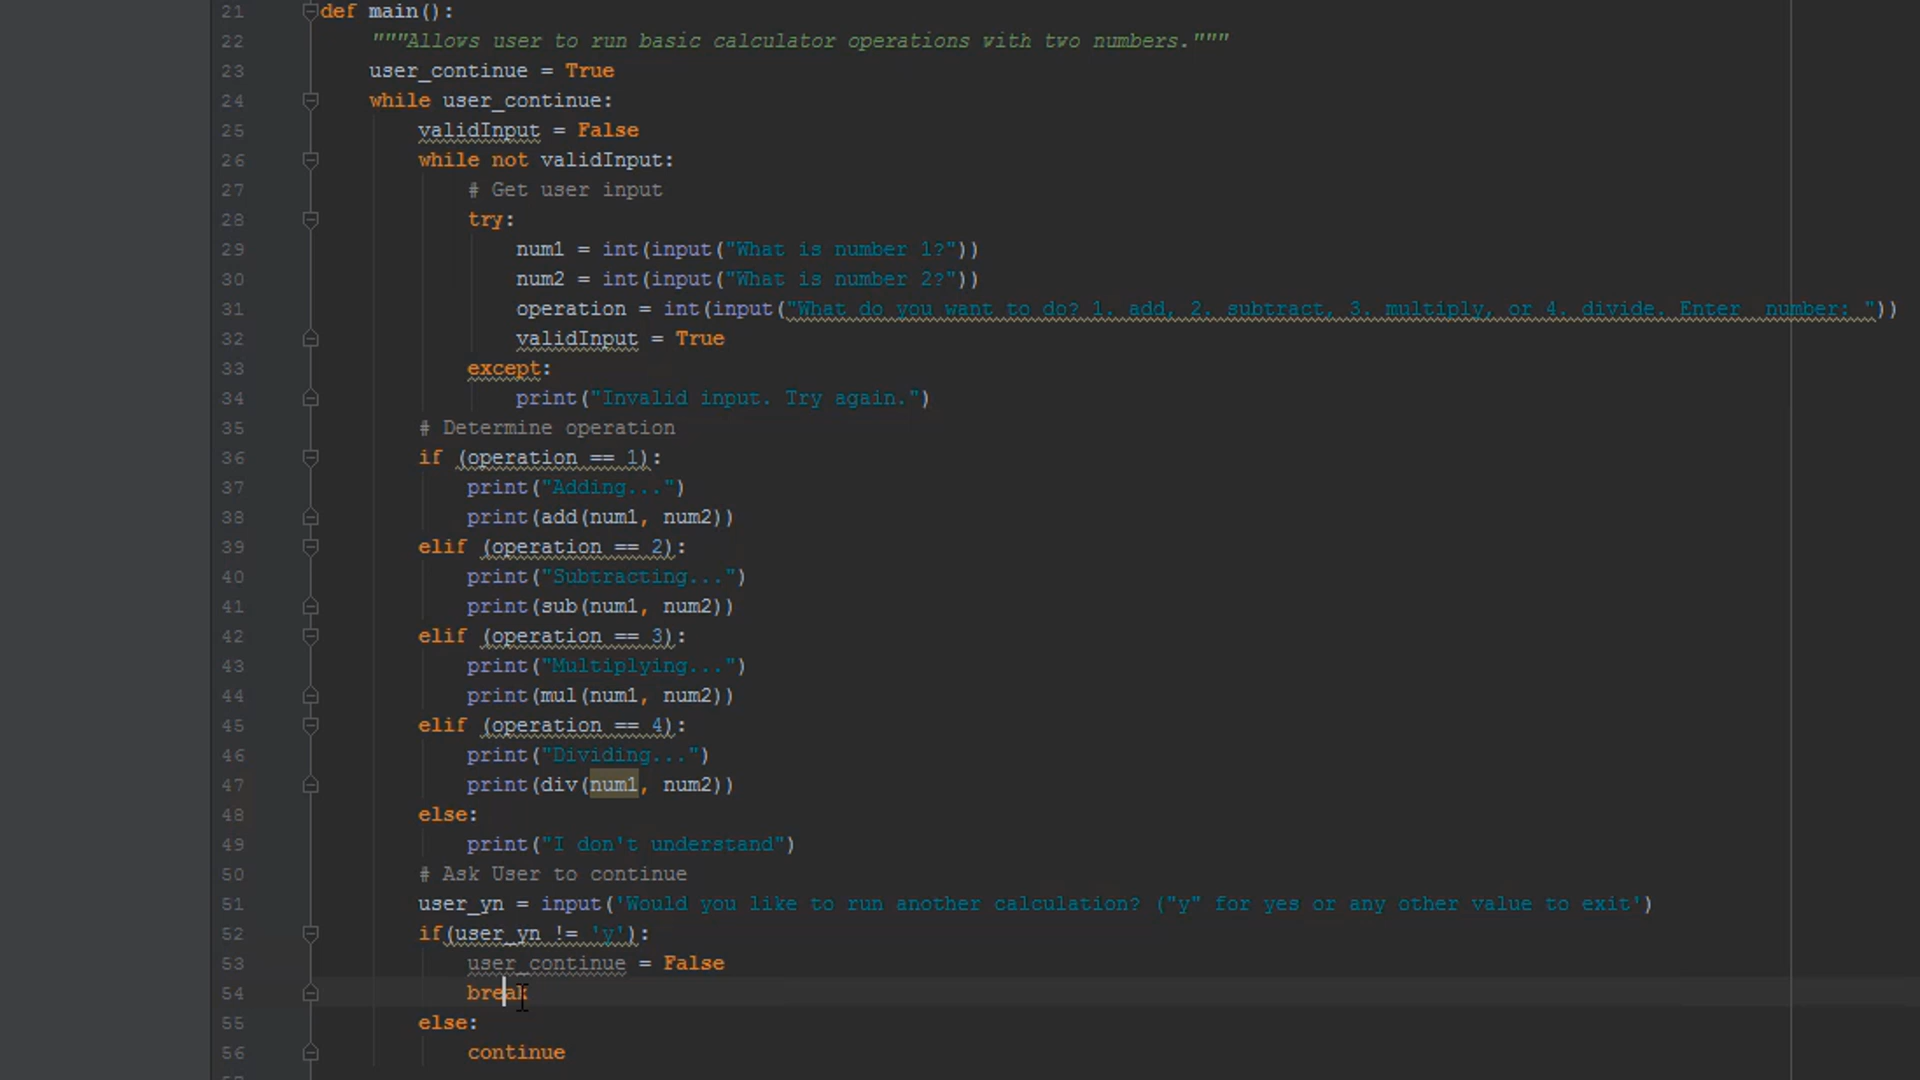 21 def main():
22 """Allows user to run basic calculator operations with two numbers."""
23 user_continue = True
24 while user_continue:
25 validInput = False
26 while not validInput:
27 # Get user input
28 try:
29 num1 = int(input("What is number 1?"))
30 num2 = int(input("What is number 2?"))
31 operation = int(input("What do you want to do? 1. add, 2. subtract, 3. multiply, or 4. divide. Enter  number: "))
32 validInput = True
33 except:
34 print("Invalid input. Try again.")
35 # Determine operation
36 if (operation == 1):
37 print("Adding...")
38 print(add(num1, num2))
39 elif (operation == 2):
40 print("Subtracting...")
41 print(sub(num1, num2))
42 elif (operation == 3):
43 print("Multiplying...")
44 print(mul(num1, num2))
45 elif (operation == 4):
46 print("Dividing...")
47 print(div(num1, num2))
48 else:
49 print("I don't understand")
50 # Ask User to continue
51 user_yn = input('Would you like to run another calculation? ("y" for yes or any other value to exit')
52 if(user_yn != 'y'):
53 user_continue = False
54 break
55 else:
56 continue